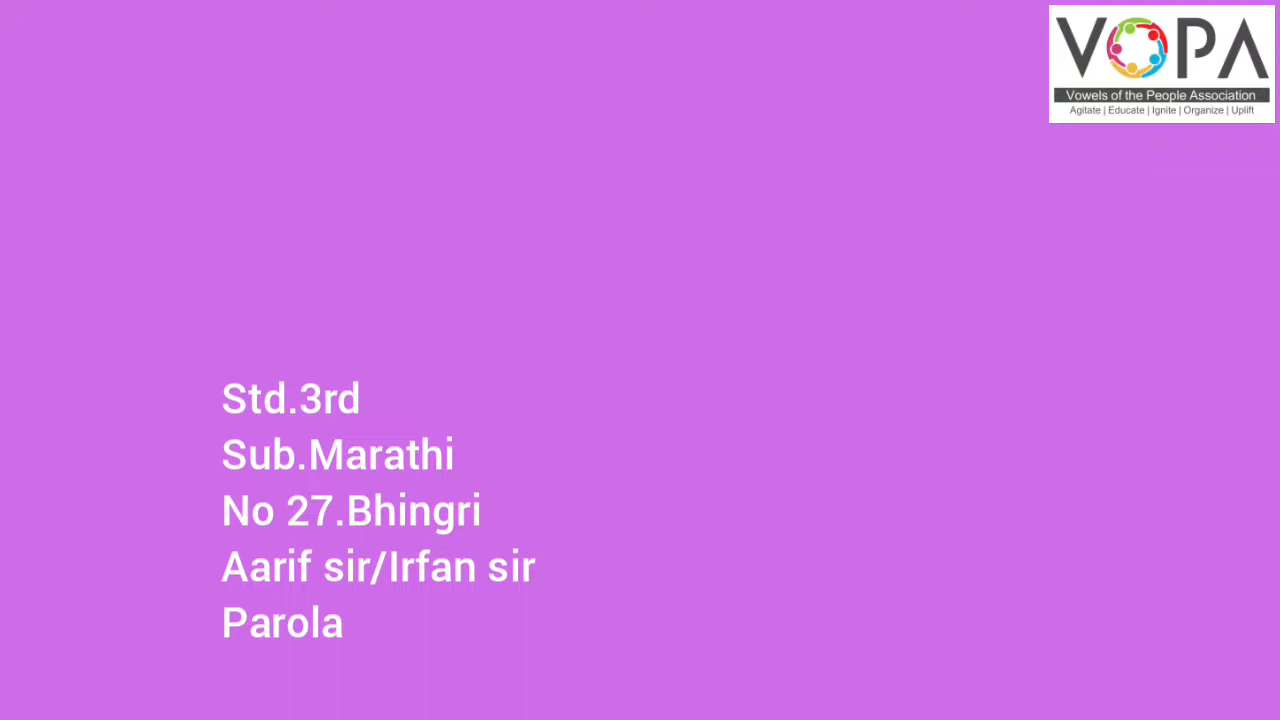 VOPA
Vowels of the People Association
Agitate | Educate | Ignite | Organize | Uplift
Std.3rd
Sub.Marathi
No 27.Bhingri
Aarif sir/Irfan sir
Parola